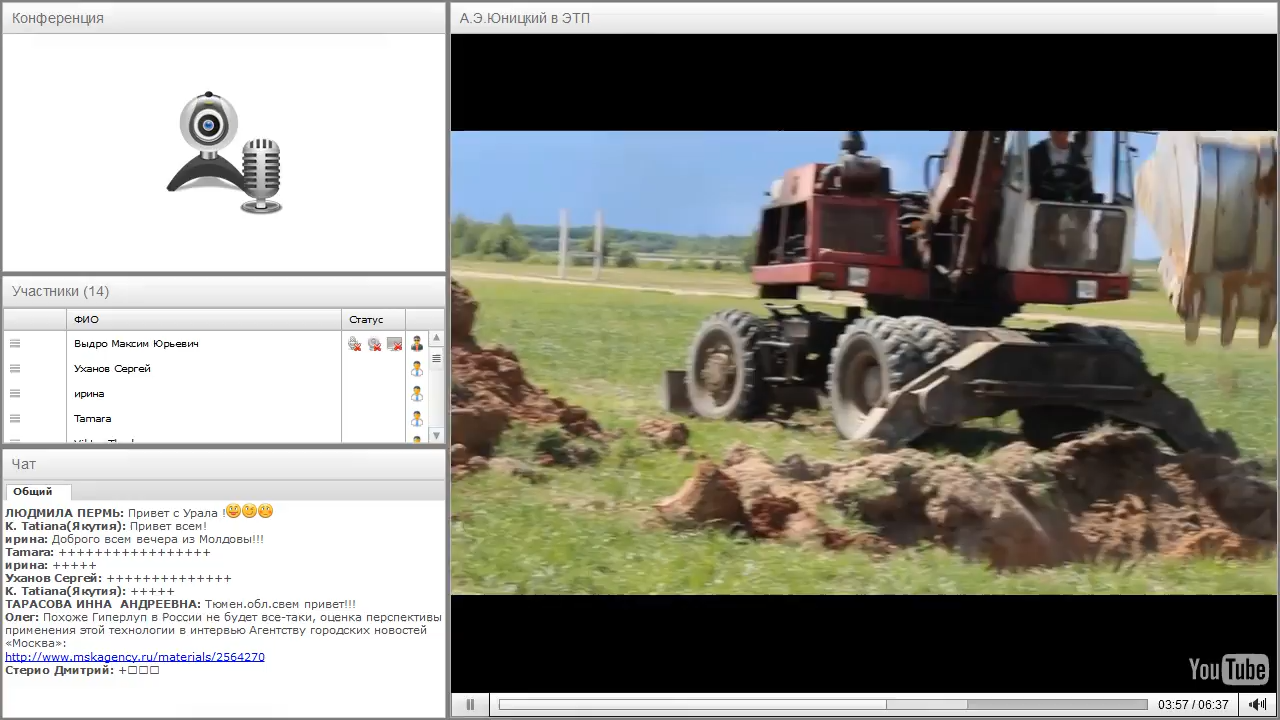 Конференция
А.Э.Юницкий в ЭТП
Участники (14)
ФИО Статус
Выдро Максим Юрьевич
Уханов Сергей
ирина
Tamara
Чат
Общий
ЛЮДМИЛА ПЕРМЬ: Привет с Урала !
K. Tatiana(Якутия): Привет всем!
ирина: Доброго всем вечера из Молдовы!!!
Tamara: ++++++++++++++++
ирина: +++++
Уханов Сергей: ++++++++++++++
K. Tatiana(Якутия): +++++
ТАРАСОВА ИННА АНДРЕЕВНА: Тюмен.обл.свем привет!!!
Олег: Похоже Гиперлуп в России не будет все-таки, оценка перспективы
применения этой технологии в интервью Агентству городских новостей
«Москва»:
http://www.mskagency.ru/materials/2564270
Стерио Дмитрий: +□□□
YouTube
03:57 / 06:37